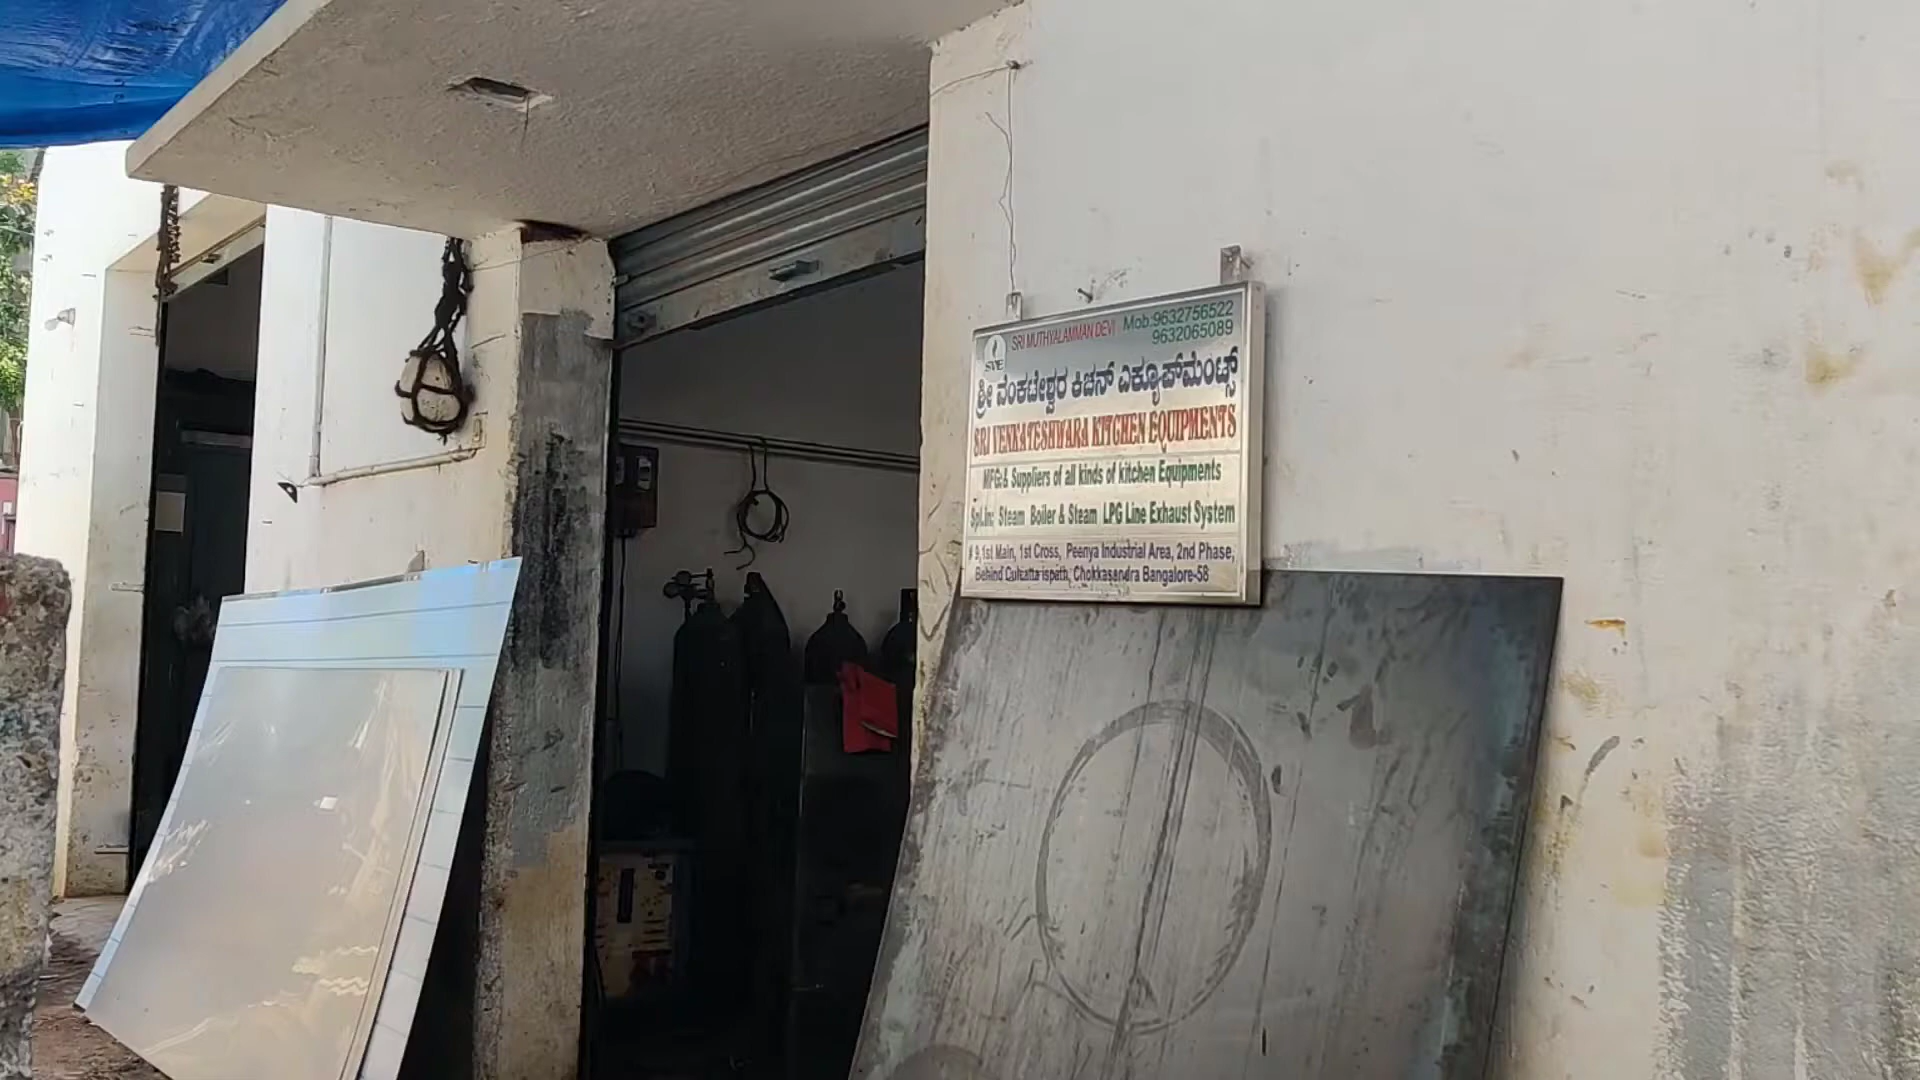 SRI MUTHYALAMMAN DEVI Mob:9632756522
9632065089
SVE
ಶ್ರೀ ವೆಂಕಟೇಶ್ವರ ಕಿಚನ್ ಎಕ್ಯೂಪ್‌ಮೆಂಟ್ಸ್
SRI VENKATESHWARA KITCHEN EQUIPMENTS
MFG:& Suppliers of all kinds of kitchen Equipments
Spl.In: Steam Boiler & Steam LPG Line Exhaust System
# 9,1st Main, 1st Cross, Peenya Industrial Area, 2nd Phase,
Behind Culcatta ispath, Chokkasandra Bangalore-58